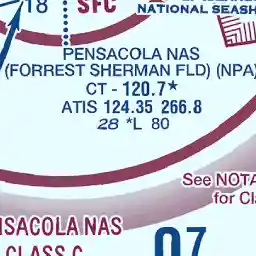 18
SFC
NATIONAL SEASH
PENSACOLA NAS
(FORREST SHERMAN FLD) (NPA)
CT - 120.7★
ATIS 124.35 266.8
28 *L 80
See NOTA
for Cl
NSACOLA NAS
CLASS C
07